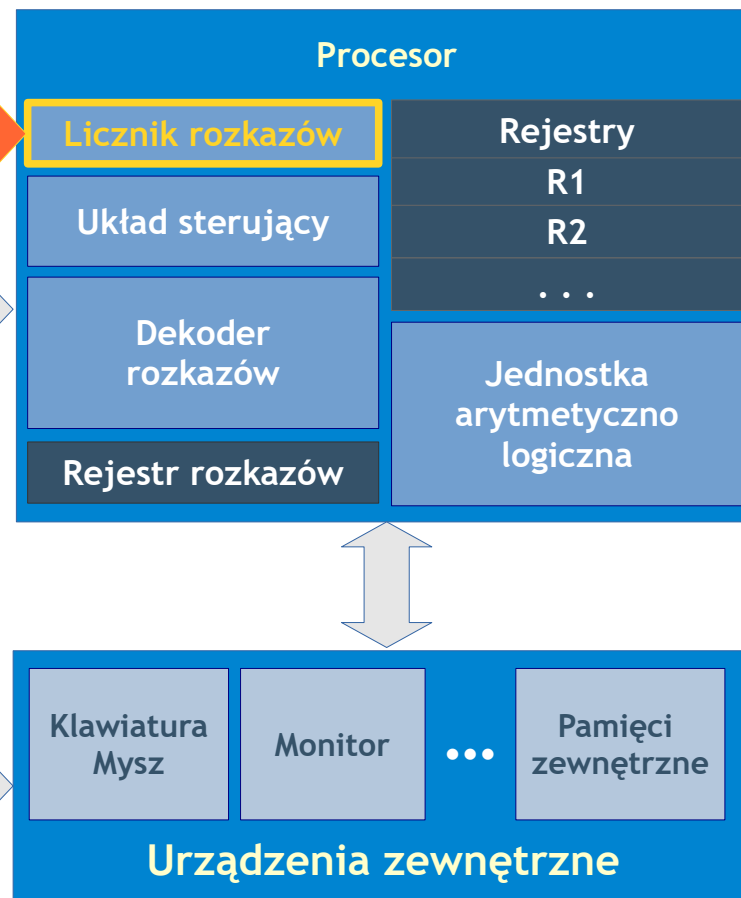 Procesor
Licznik rozkazów
Układ sterujący
Dekoder
rozkazów
Rejestr rozkazów
Rejestry
R1
R2
. . .
Jednostka
arytmetyczno
logiczna
Klawiatura
Mysz
Monitor
...
Pamięci
zewnętrzne
Urządzenia zewnętrzne